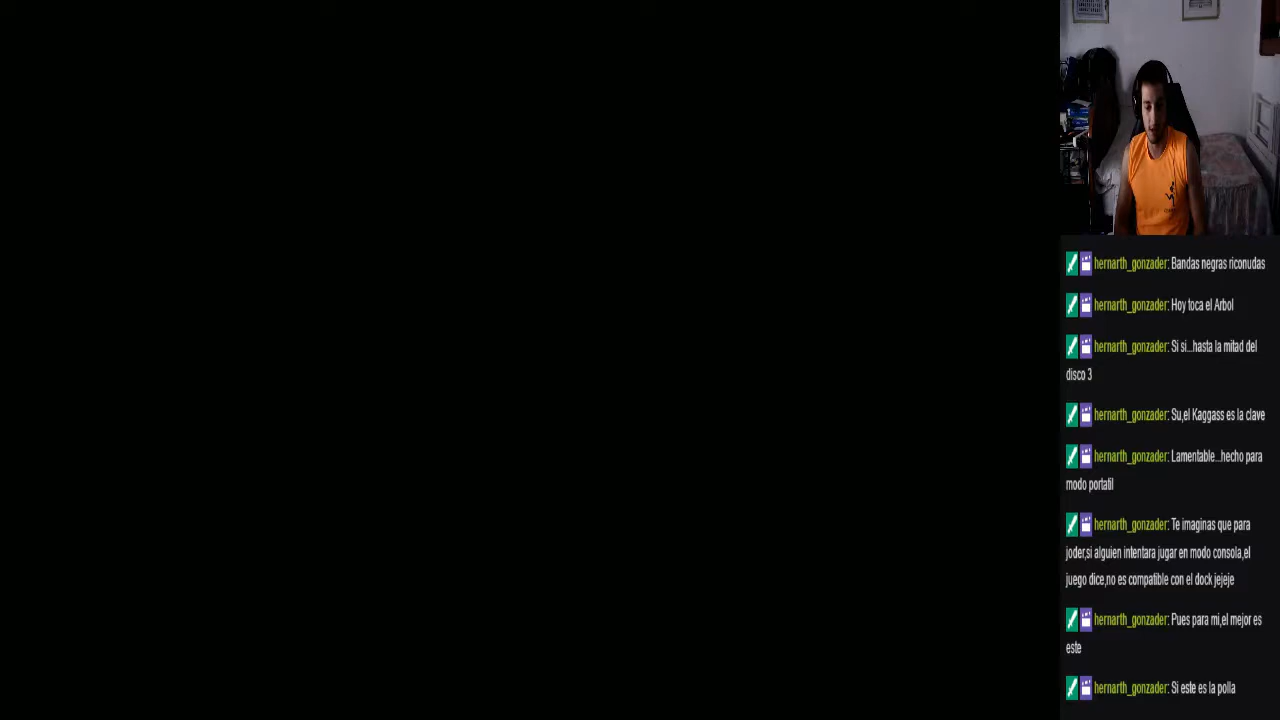 hernarth_gonzader: Bandas negras riconudas
hernarth_gonzader: Hoy toca el Arbol
hernarth_gonzader: Si si...hasta la mitad del
disco 3
hernarth_gonzader: Su,el Kaggass es la clave
hernarth_gonzader: Lamentable...hecho para
modo portatil
hernarth_gonzader: Te imaginas que para
joder,si alguien intentara jugar en modo consola,el
juego dice,no es compatible con el dock jejeje
hernarth_gonzader: Pues para mi,el mejor es
este
hernarth_gonzader: Si este es la polla